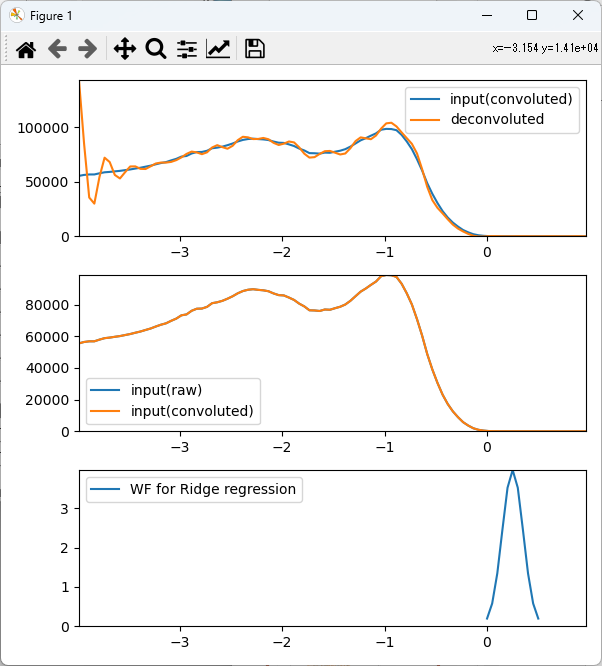 Figure 1
x=−3.154 y=1.41e+04
input(convoluted)
deconvoluted
100000
50000
0
−3 −2 −1 0
80000
60000
40000
20000
0
input(raw)
input(convoluted)
−3 −2 −1 0
WF for Ridge regression
3
2
1
0
−3 −2 −1 0